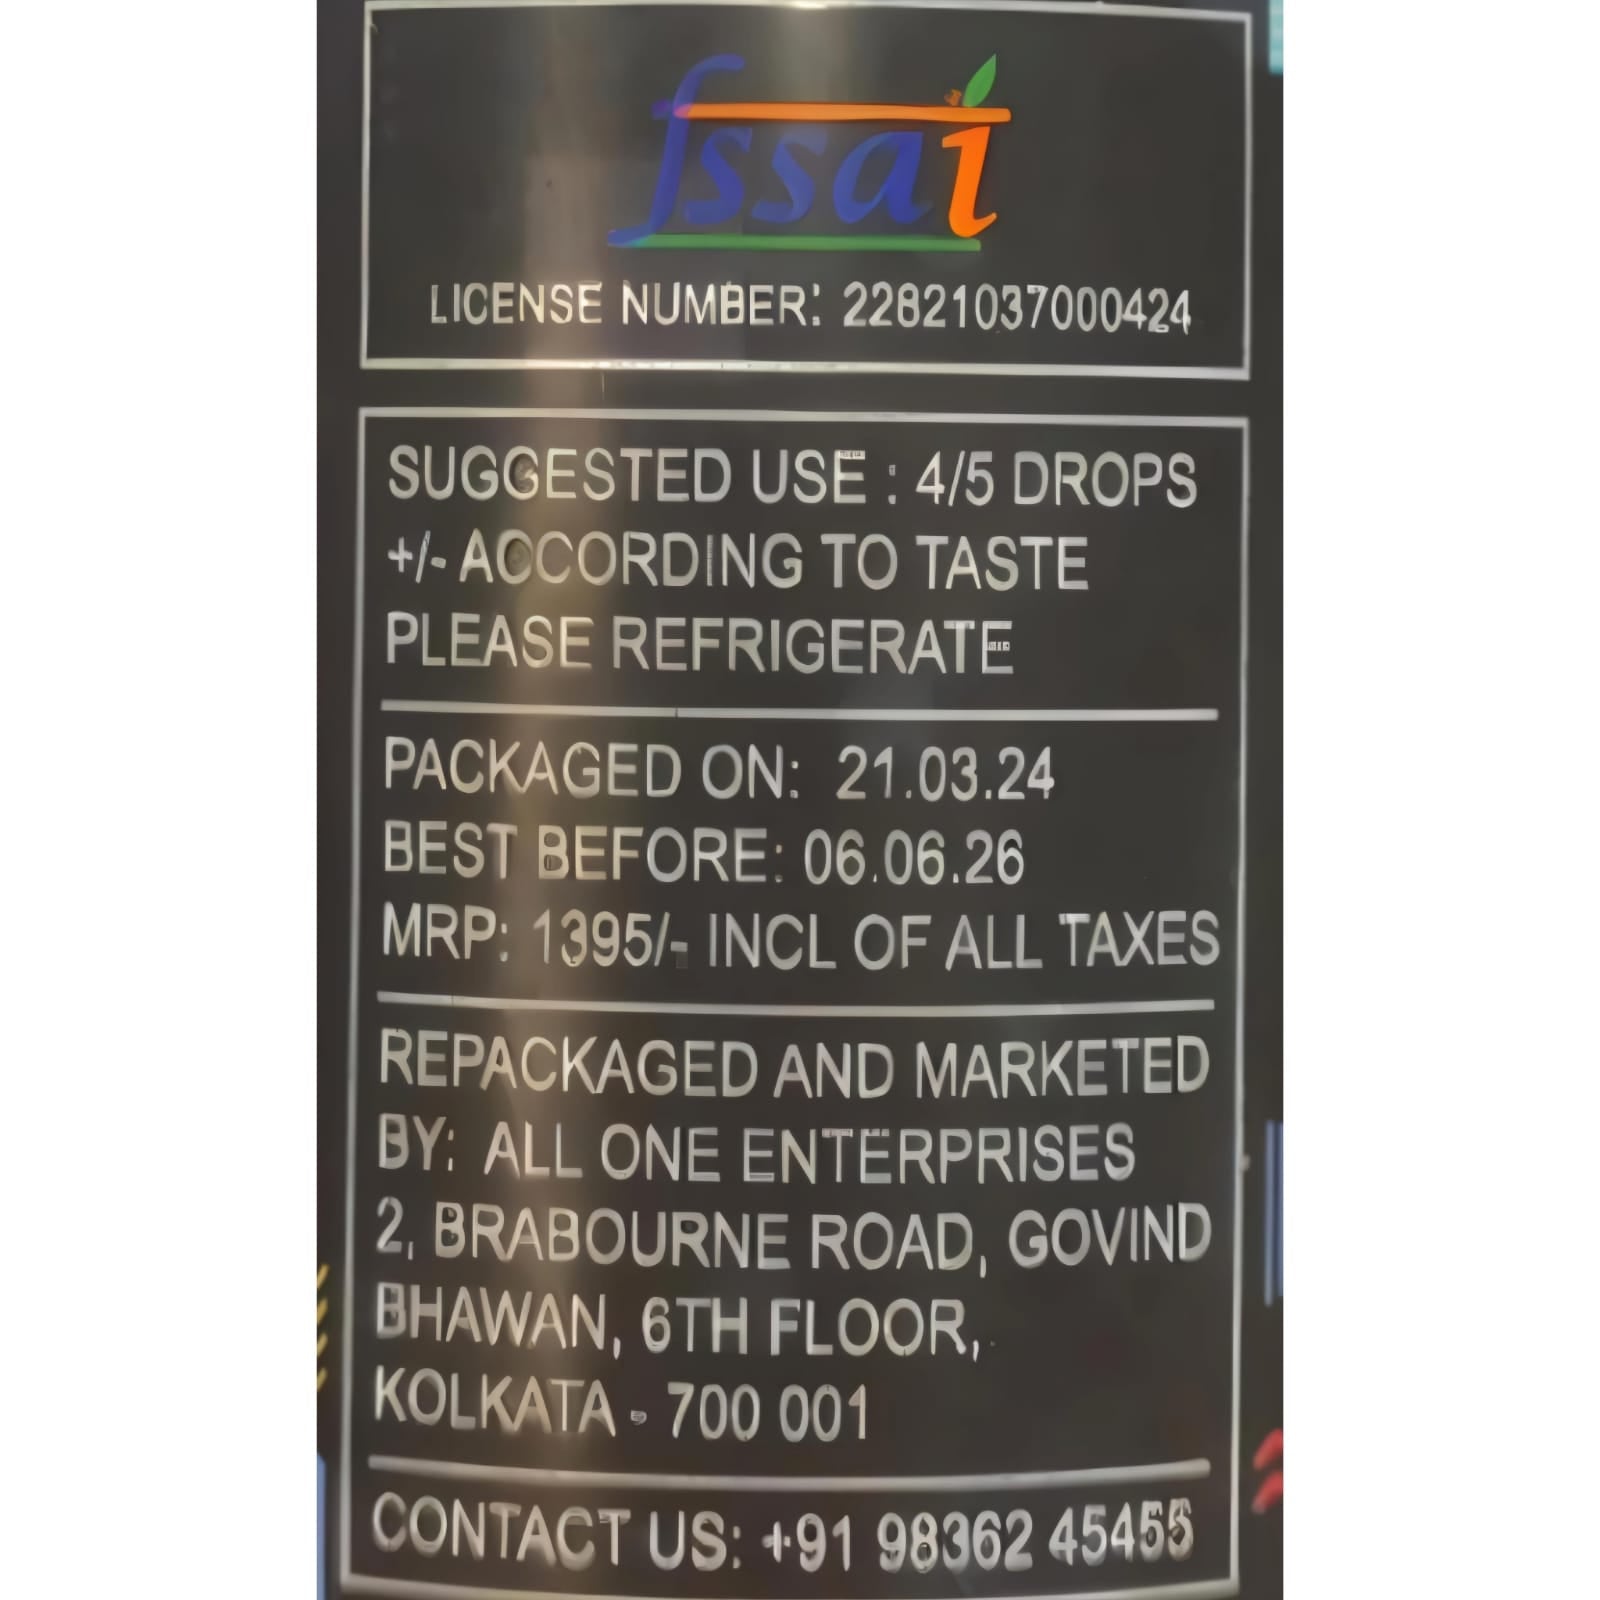 fssai
LICENSE NUMBER: 22821037000424
SUGGESTED USE : 4/5 DROPS
+/- ACCORDING TO TASTE
PLEASE REFRIGERATE
PACKAGED ON: 21.03.24
BEST BEFORE: 06.06.26
MRP: 1395/- INCL OF ALL TAXES
REPACKAGED AND MARKETED
BY: ALL ONE ENTERPRISES
2, BRABOURNE ROAD, GOVIND
BHAWAN, 6TH FLOOR,
KOLKATA - 700 001
CONTACT US: +91 98362